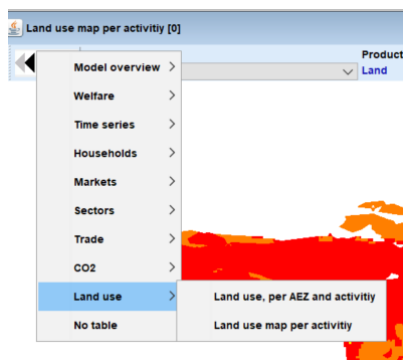 Land use map per activitiy [0]
Product
Land
Model overview
Welfare
Time series
Households
Markets
Sectors
Trade
CO2
Land use
Land use, per AEZ and activitiy
No table
Land use map per activitiy